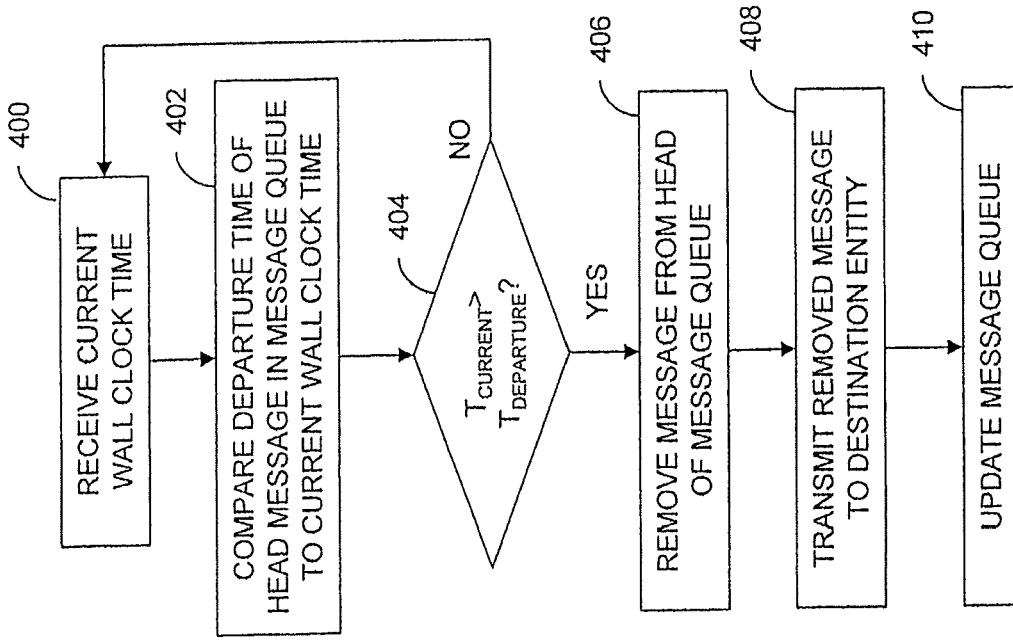 400
RECEIVE CURRENT
WALL CLOCK TIME
402
COMPARE DEPARTURE TIME OF
HEAD MESSAGE IN MESSAGE QUEUE
TO CURRENT WALL CLOCK TIME
404
T_CURRENT>
T_DEPARTURE?
NO
YES
406
REMOVE MESSAGE FROM HEAD
OF MESSAGE QUEUE
408
TRANSMIT REMOVED MESSAGE
TO DESTINATION ENTITY
410
UPDATE MESSAGE QUEUE